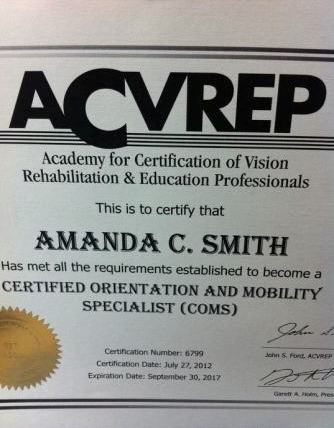 ACVREP
Academy for Certification of Vision
Rehabilitation & Education Professionals
This is to certify that
AMANDA C. SMITH
Has met all the requirements established to become a
CERTIFIED ORIENTATION AND MOBILITY
SPECIALIST (COMS)
Certification Number: 6799
Certification Date: July 27, 2012
Expiration Date: September 30, 2017
John S. Ford, ACVREP
Garett A. Holm, Pres